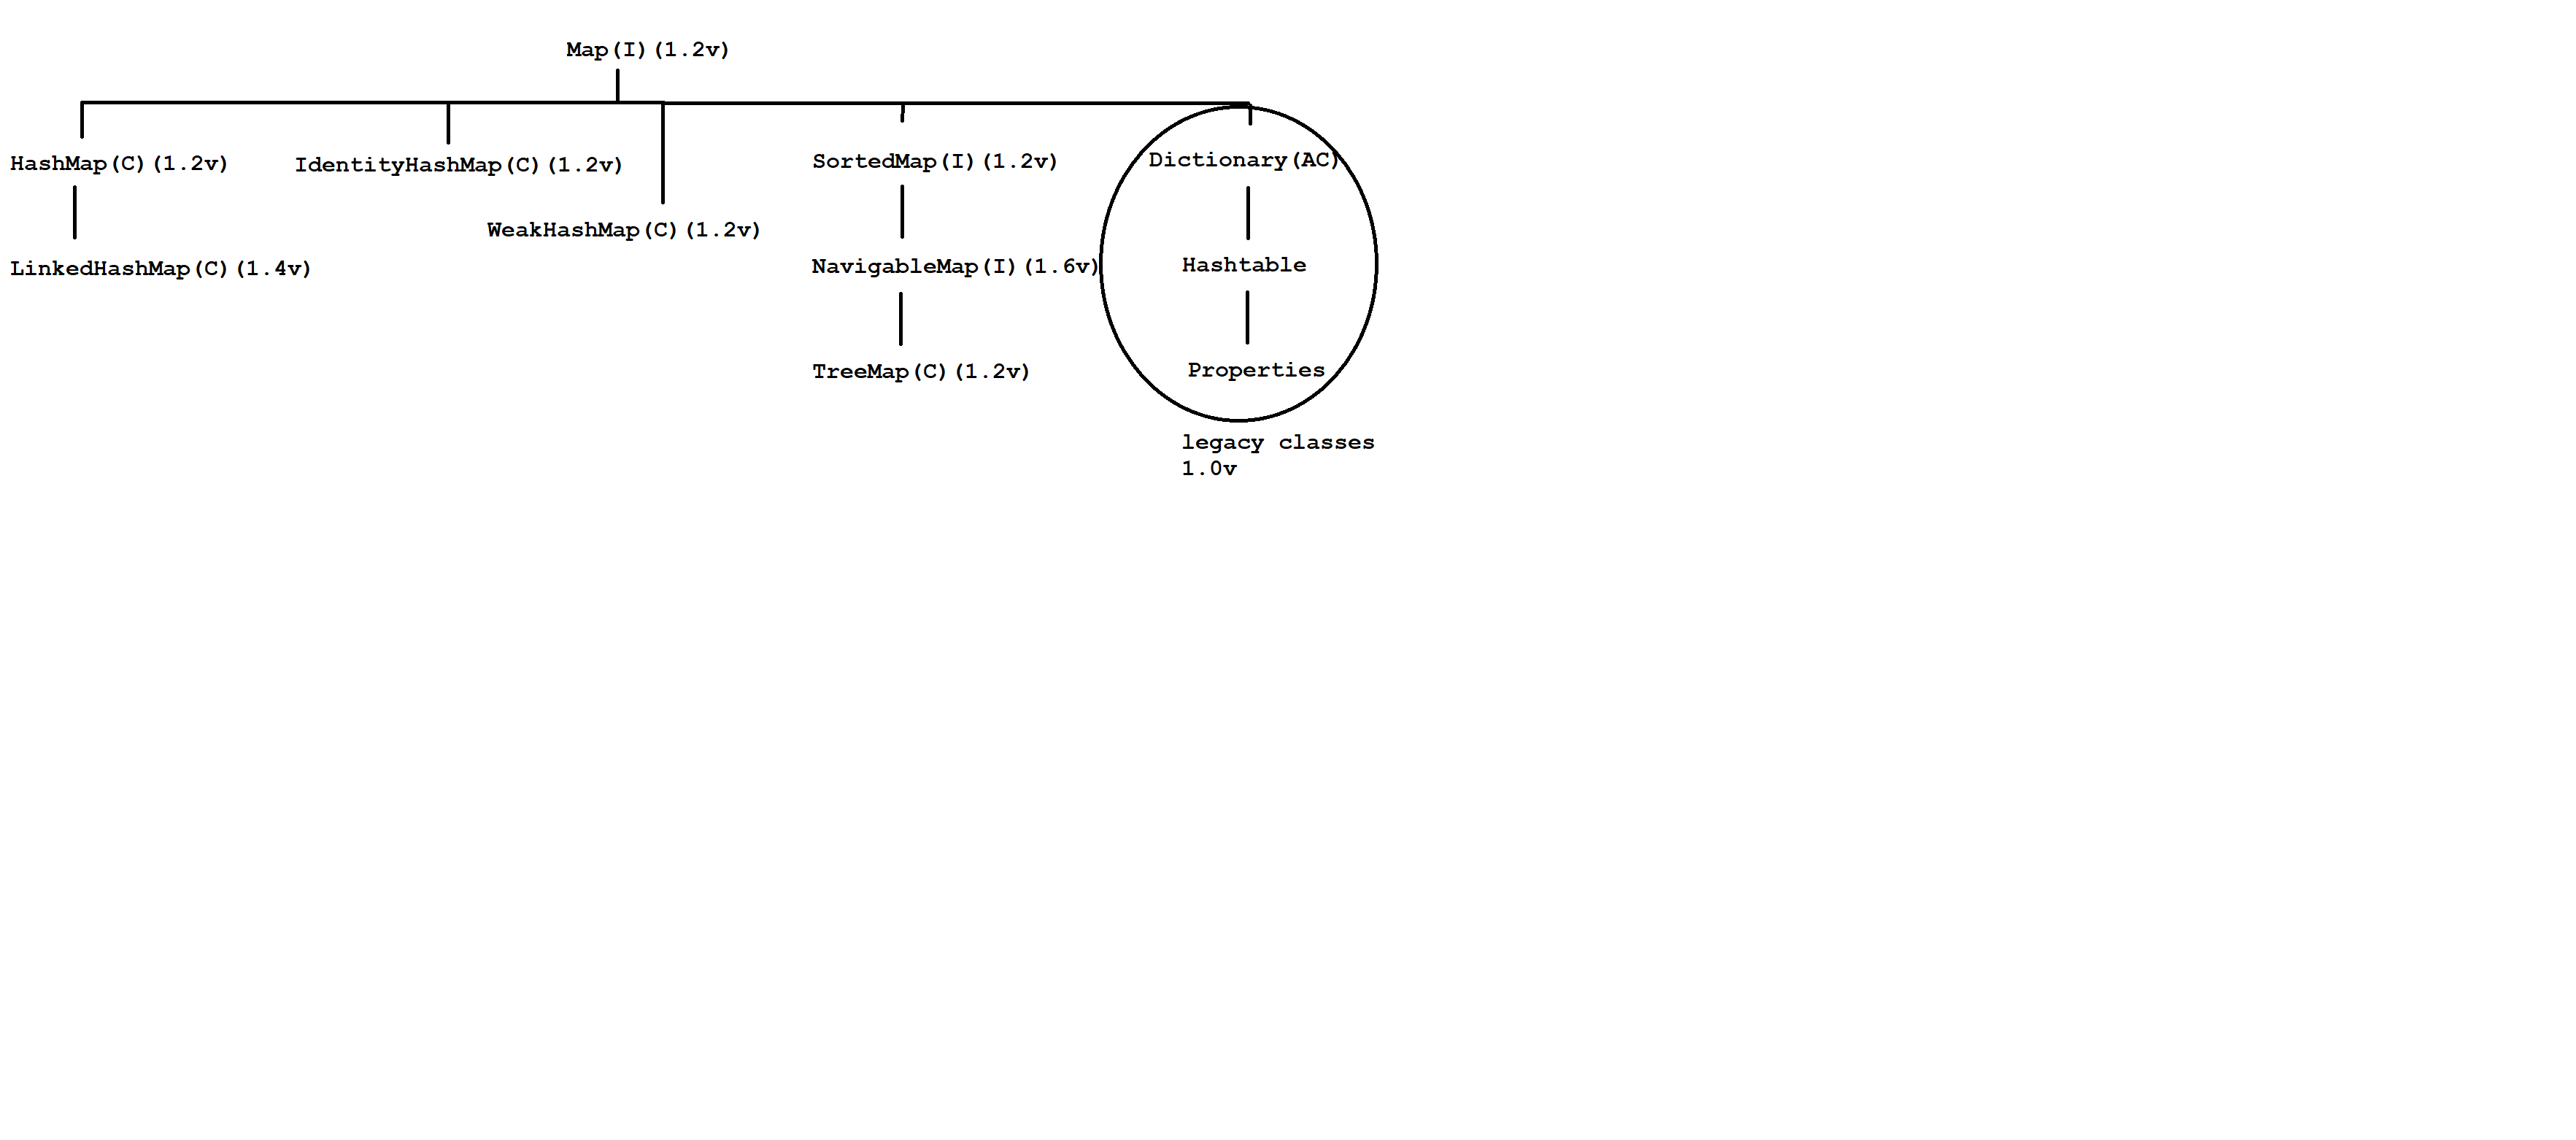 Map(I)(1.2v)
HashMap(C)(1.2v)
IdentityHashMap(C)(1.2v)
SortedMap(I)(1.2v)
Dictionary(AC)
WeakHashMap(C)(1.2v)
LinkedHashMap(C)(1.4v)
NavigableMap(I)(1.6v)
Hashtable
TreeMap(C)(1.2v)
Properties
legacy classes
1.0v